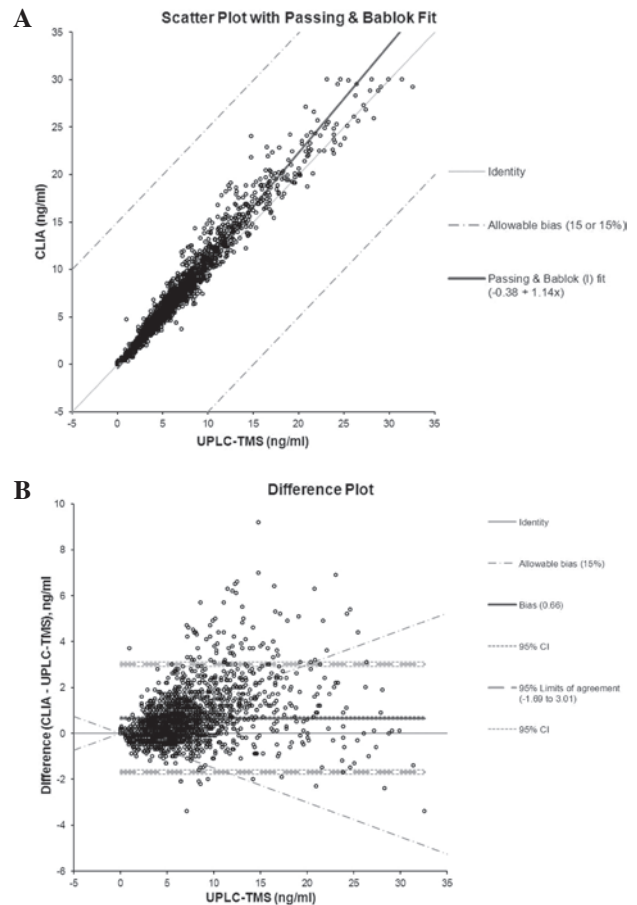 A
Scatter Plot with Passing & Bablok Fit
35
30
25
20
15
10
5
0
-5
CLIA (ng/ml)
-5 0 5 10 15 20 25 30 35
UPLC-TMS (ng/ml)
Identity
Allowable bias (15 or 15%)
Passing & Bablok (I) fit
(-0.38 + 1.14x)
B
Difference Plot
10
8
6
4
2
0
-2
-4
-6
Difference (CLIA - UPLC-TMS), ng/ml
-5 0 5 10 15 20 25 30 35
UPLC-TMS (ng/ml)
Identity
Allowable bias (15%)
Bias (0.66)
95% CI
95% Limits of agreement
(-1.69 to 3.01)
95% CI